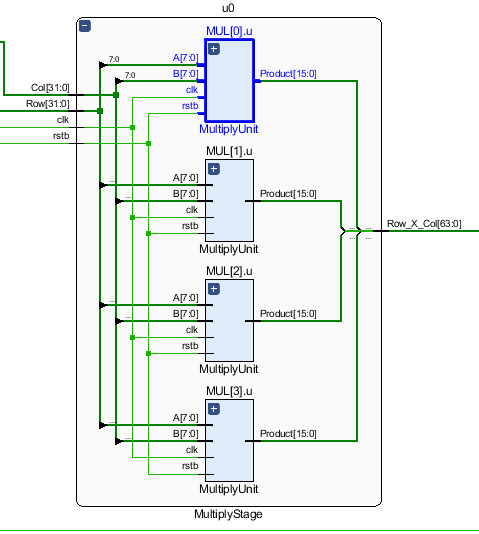 u0
MUL[0].u
7:0
A[7:0]
7:0
B[7:0]
Product[15:0]
Col[31:0]
clk
Row[31:0]
rstb
clk
MultiplyUnit
rstb
MUL[1].u
A[7:0]
...
B[7:0]
Product[15:0]
clk
rstb
Row_X_Col[63:0]
MultiplyUnit
MUL[2].u
A[7:0]
B[7:0]
Product[15:0]
clk
rstb
MultiplyUnit
MUL[3].u
A[7:0]
B[7:0]
Product[15:0]
clk
rstb
MultiplyUnit
MultiplyStage